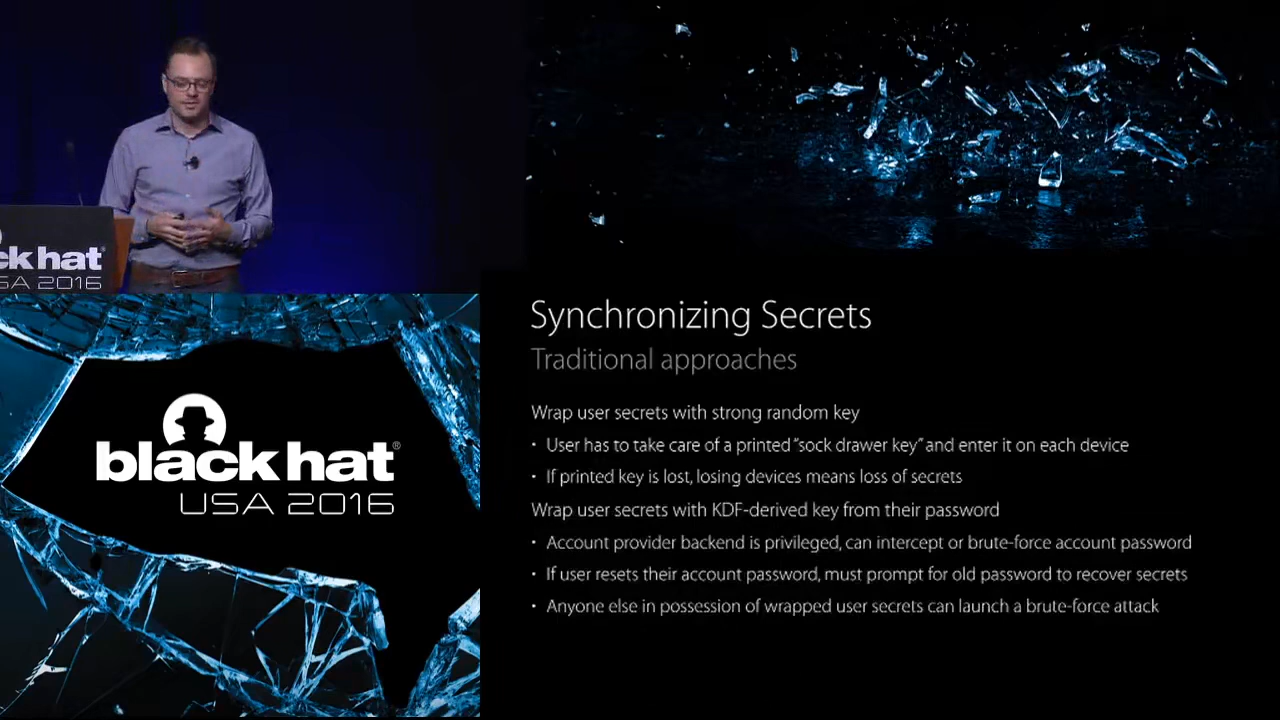 ck hat
SA 2016
black hat®
USA 2016
Synchronizing Secrets
Traditional approaches
Wrap user secrets with strong random key
• User has to take care of a printed “sock drawer key” and enter it on each device
• If printed key is lost, losing devices means loss of secrets
Wrap user secrets with KDF-derived key from their password
• Account provider backend is privileged, can intercept or brute-force account password
• If user resets their account password, must prompt for old password to recover secrets
• Anyone else in possession of wrapped user secrets can launch a brute-force attack